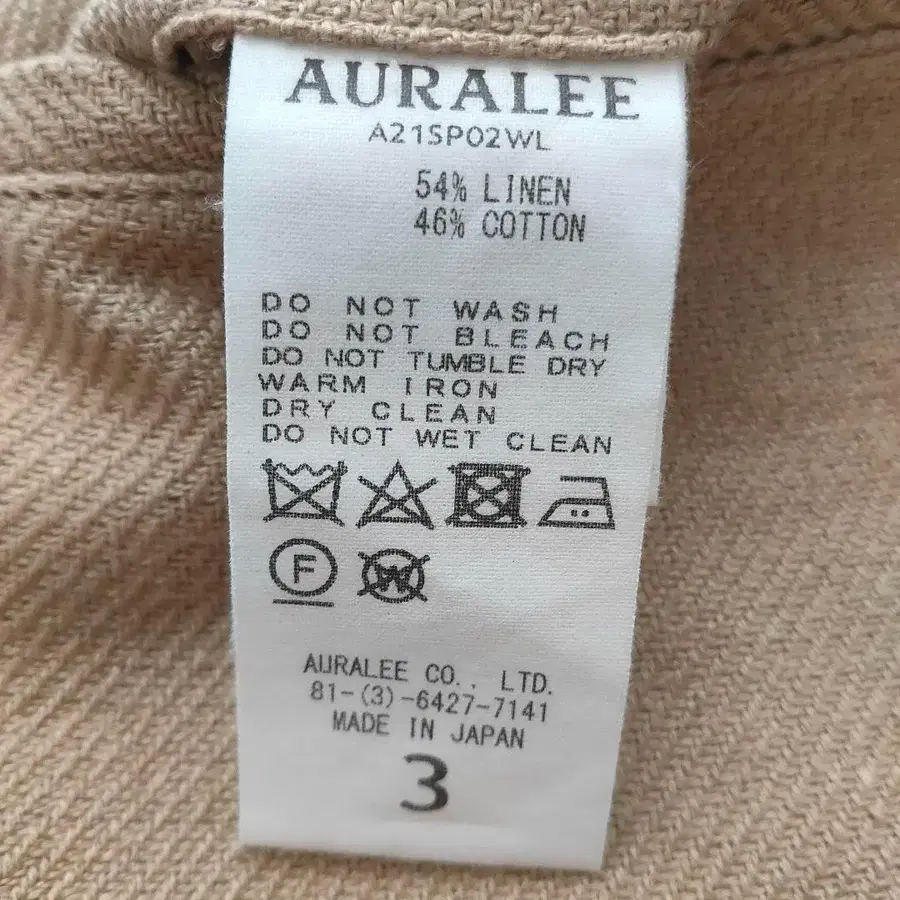 AURALEE
A21SP02WL
54% LINEN
46% COTTON
DO NOT WASH
DO NOT BLEACH
DO NOT TUMBLE DRY
WARM IRON
DRY CLEAN
DO NOT WET CLEAN
F W
AURALEE CO., LTD.
81-(3)-6427-7141
MADE IN JAPAN
3